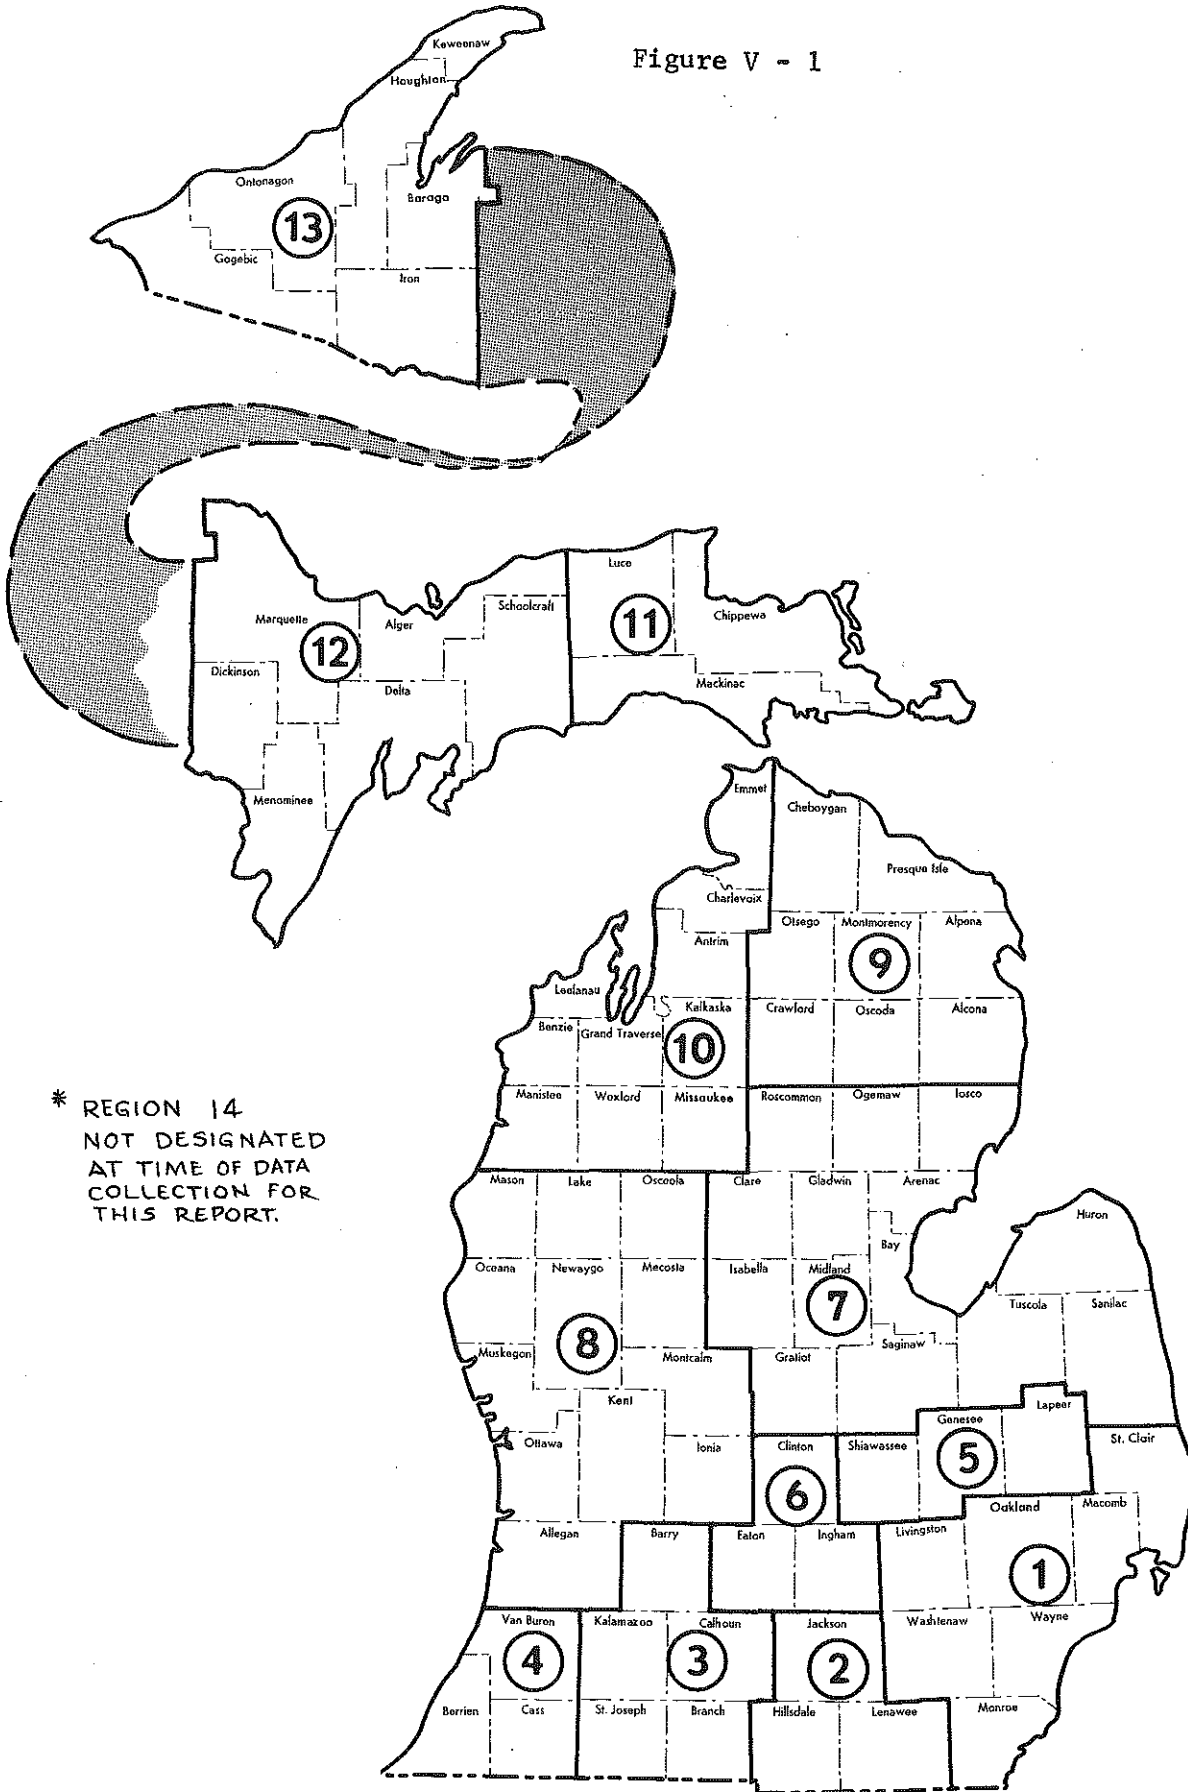 Figure V - 1
Keweenaw
Houghton
Ontonagon
Baraga
13
Gogebic
Iron
Luce
Schoolcraft
Marquette
Alger
Chippewa
12
11
Dickinson
Delta
Mackinac
Menominee
Emmet
Cheboygan
Presque Isle
Charlevoix
Otsego
Montmorency
Alpena
Antrim
9
Leelanau
Kalkaska
Crawford
Oscoda
Alcona
Benzie
Grand Traverse
10
* REGION 14
NOT DESIGNATED
AT TIME OF DATA
COLLECTION FOR
THIS REPORT.
Manistee
Wexford
Missaukee
Roscommon
Ogemaw
Iosco
Mason
Lake
Osceola
Clare
Gladwin
Arenac
Huron
Bay
Oceana
Newaygo
Mecosta
Isabella
Midland
7
Tuscola
Sanilac
8
Muskegon
Montcalm
Gratiot
Saginaw
Kent
Lapeer
Genesee
Ottawa
Ionia
Clinton
Shiawassee
5
St. Clair
6
Oakland
Macomb
Allegan
Barry
Eaton
Ingham
Livingston
1
Van Buren
Kalamazoo
Calhoun
Jackson
Washtenaw
Wayne
4
3
2
Berrien
Cass
St. Joseph
Branch
Hillsdale
Lenawee
Monroe